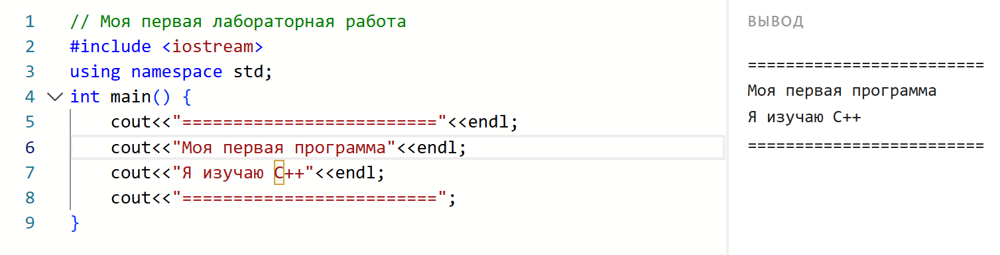 1 // Моя первая лабораторная работа
2 #include <iostream>
3 using namespace std;
4 int main() {
5 cout<<"========================="<<endl;
6 cout<<"Моя первая программа"<<endl;
7 cout<<"Я изучаю С++"<<endl;
8 cout<<"=========================";
9 }
ВЫВОД
=========================
Моя первая программа
Я изучаю С++
=========================